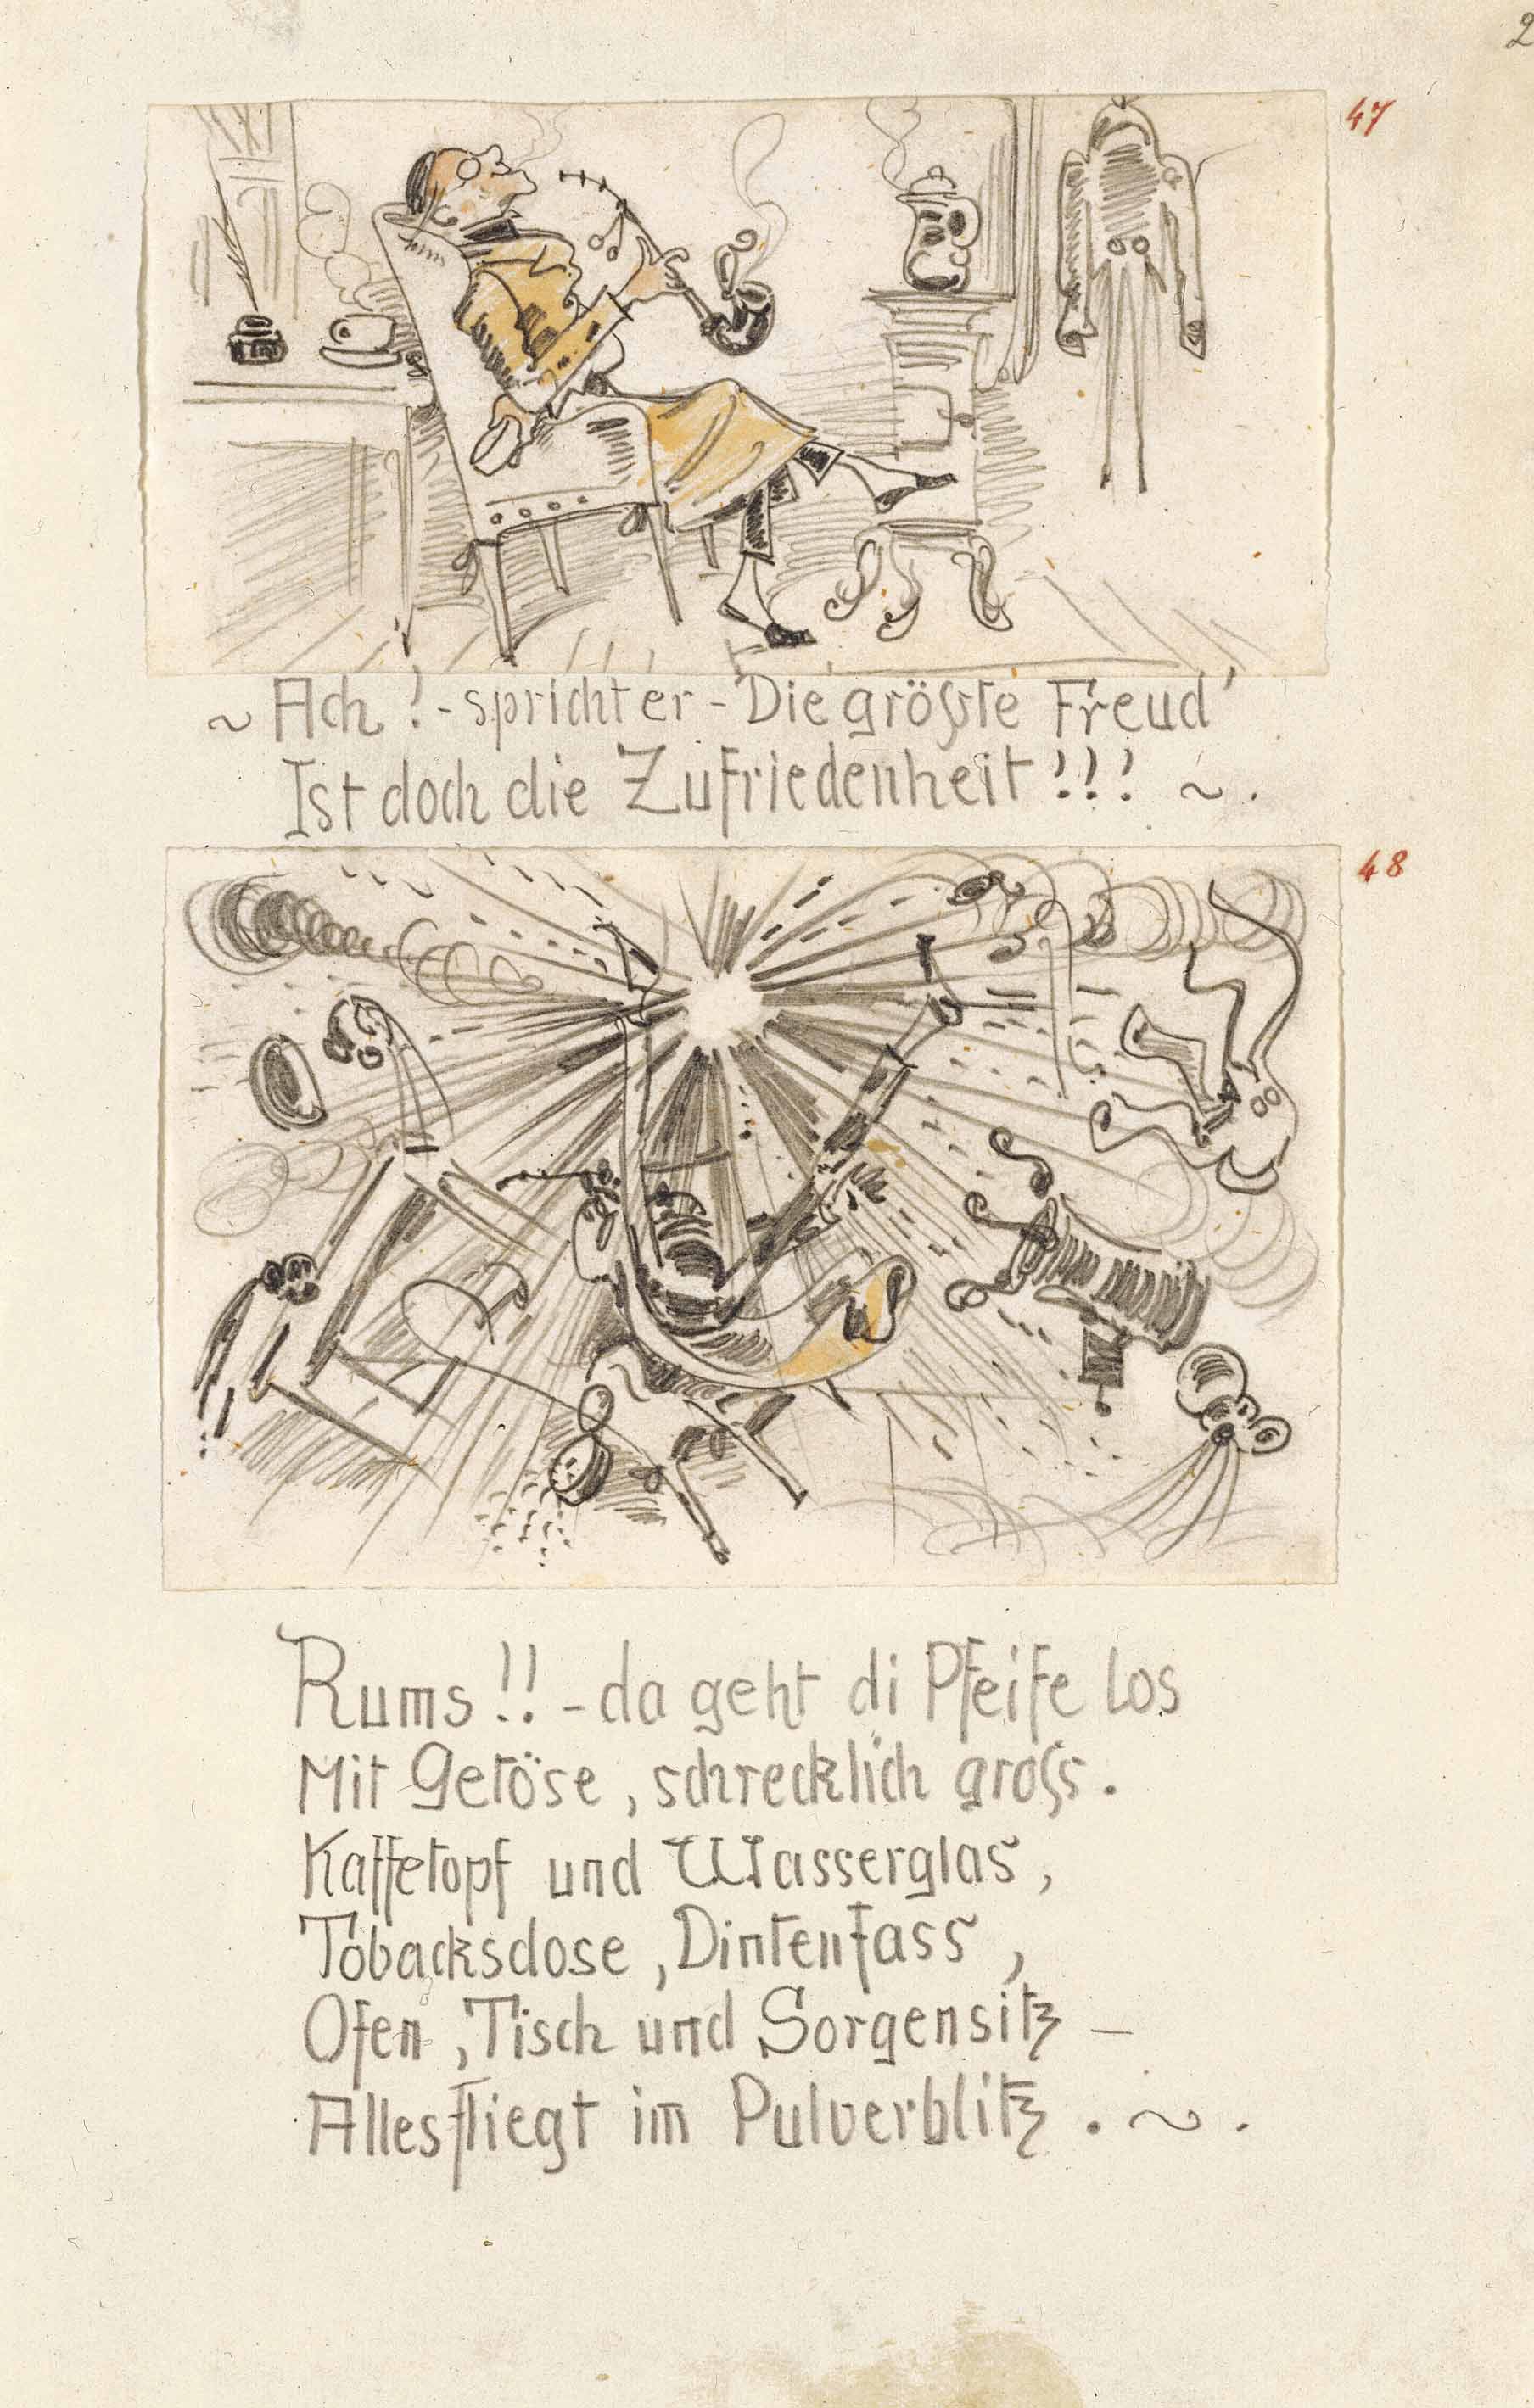 2
47
~ Ach! - spricht er - Die größte Freud'
Ist doch die Zufriedenheit!!! ~.
48
Rums!! - da geht di Pfeife los
Mit Getöse, schrecklich groß.
Kaffetopf und Wasserglas,
Tobacksdose, Dintenfass,
Ofen, Tisch und Sorgensitz –
Alles fliegt im Pulverblitz. ~.